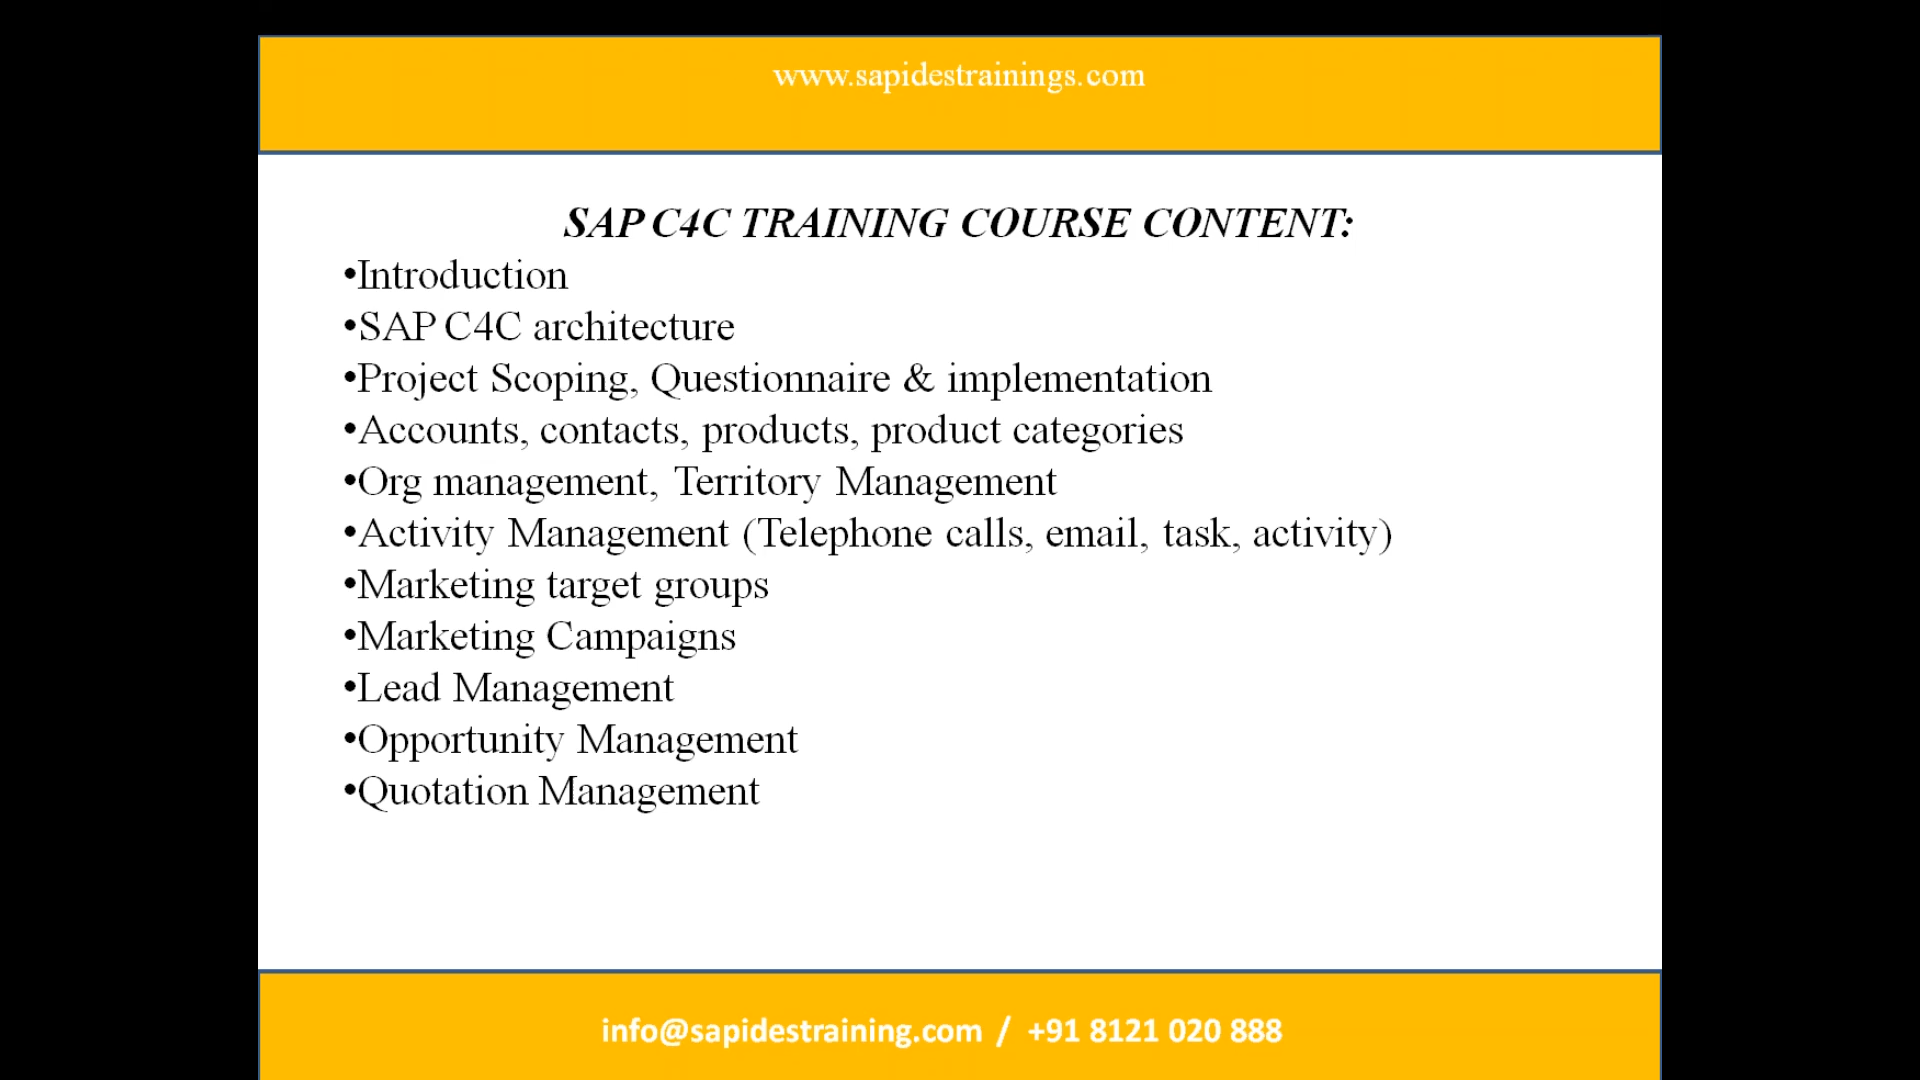 www.sapidestrainings.com
SAP C4C TRAINING COURSE CONTENT:
•Introduction
•SAP C4C architecture
•Project Scoping, Questionnaire & implementation
•Accounts, contacts, products, product categories
•Org management, Territory Management
•Activity Management (Telephone calls, email, task, activity)
•Marketing target groups
•Marketing Campaigns
•Lead Management
•Opportunity Management
•Quotation Management
info@sapidestraining.com / +91 8121 020 888